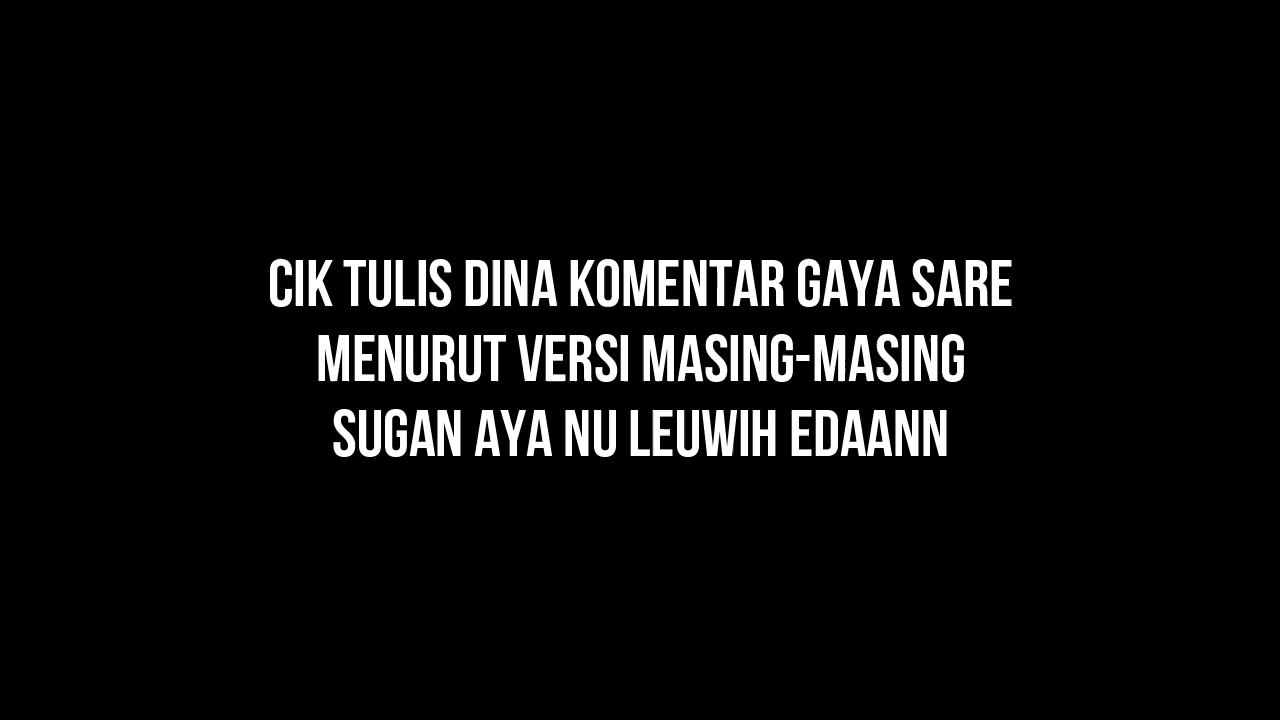 CIK TULIS DINA KOMENTAR GAYA SARE
MENURUT VERSI MASING-MASING
SUGAN AYA NU LEUWIH EDAANN